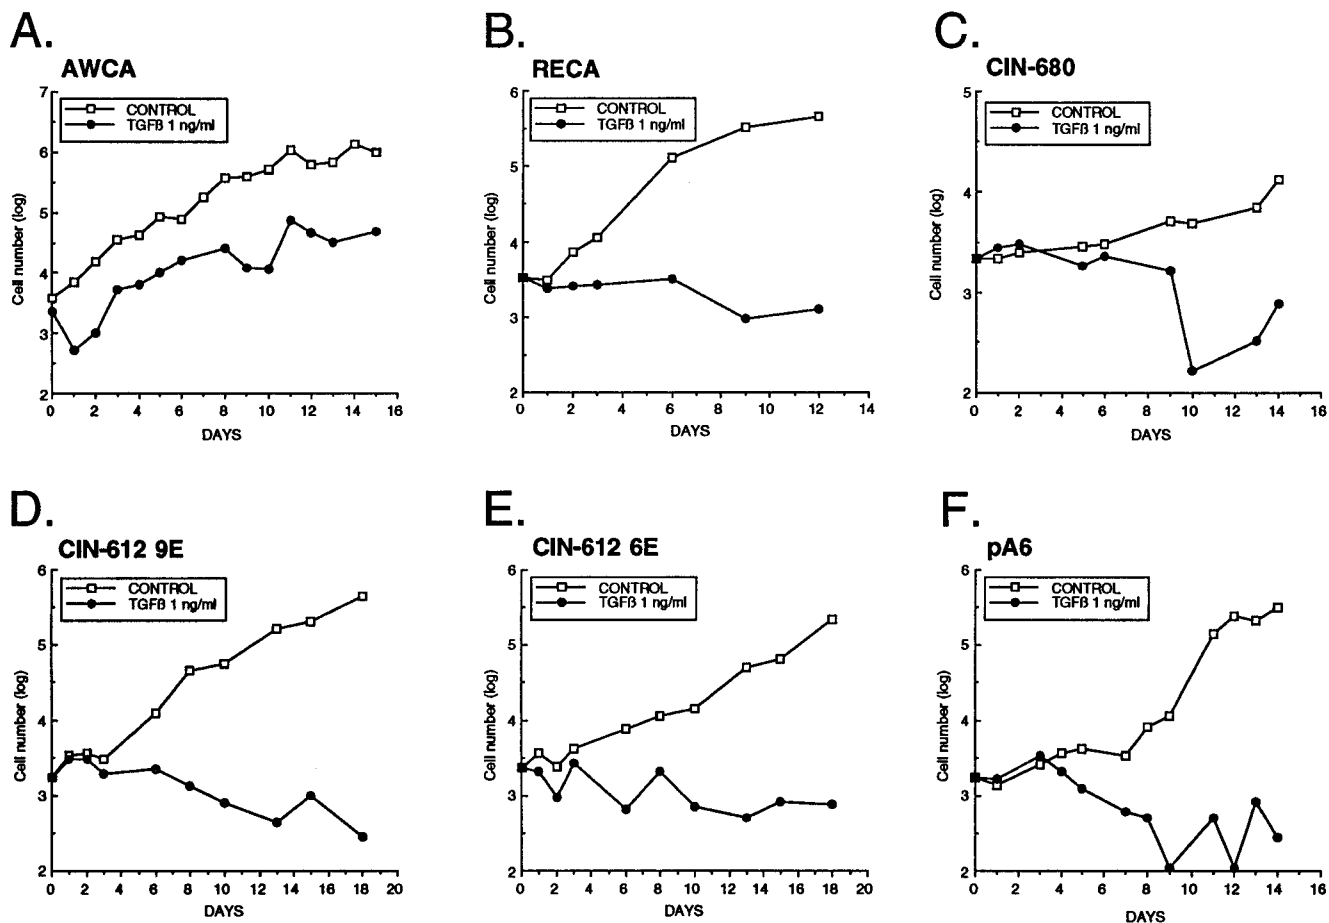 A.
AWCA
CONTROL
TGFß 1 ng/ml
Cell number (log)
7
6
5
4
3
2
0 2 4 6 8 10 12 14 16
DAYS
B.
RECA
CONTROL
TGFß 1 ng/ml
Cell number (log)
6
5
4
3
2
0 2 4 6 8 10 12 14
DAYS
C.
CIN-680
CONTROL
TGFß 1 ng/ml
Cell number (log)
5
4
3
2
0 2 4 6 8 10 12 14 16
DAYS
D.
CIN-612 9E
CONTROL
TGFß 1 ng/ml
Cell number (log)
6
5
4
3
2
0 2 4 6 8 10 12 14 16 18 20
DAYS
E.
CIN-612 6E
CONTROL
TGFß 1 ng/ml
Cell number (log)
6
5
4
3
2
0 2 4 6 8 10 12 14 16 18 20
DAYS
F.
pA6
CONTROL
TGFß 1 ng/ml
Cell number (log)
6
5
4
3
2
0 2 4 6 8 10 12 14 16
DAYS